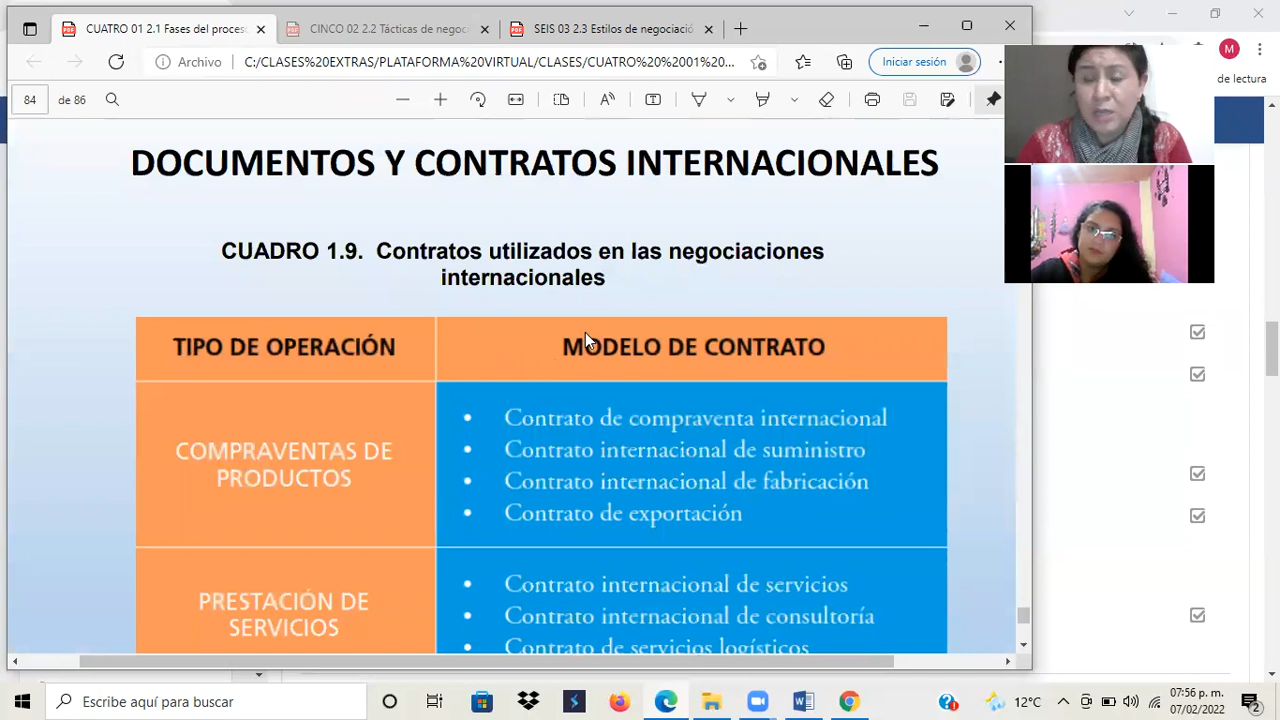 CUATRO 01 2.1 Fases del proces
CINCO 02 2.2 Tácticas de negoc
SEIS 03 2.3 Estilos de negociació
Archivo
C:/CLASES%20EXTRAS/PLATAFORMA%20VIRTUAL/CLASES/CUATRO%20%2001%20...
Iniciar sesión
M
de lectura
84 de 86
DOCUMENTOS Y CONTRATOS INTERNACIONALES
CUADRO 1.9. Contratos utilizados en las negociaciones
internacionales
TIPO DE OPERACIÓN
MODELO DE CONTRATO
COMPRAVENTAS DE
PRODUCTOS
• Contrato de compraventa internacional
• Contrato internacional de suministro
• Contrato internacional de fabricación
• Contrato de exportación
PRESTACIÓN DE
SERVICIOS
• Contrato internacional de servicios
• Contrato internacional de consultoría
• Contrato de servicios logísticos
Escribe aquí para buscar
12°C
07:56 p. m.
07/02/2022
2